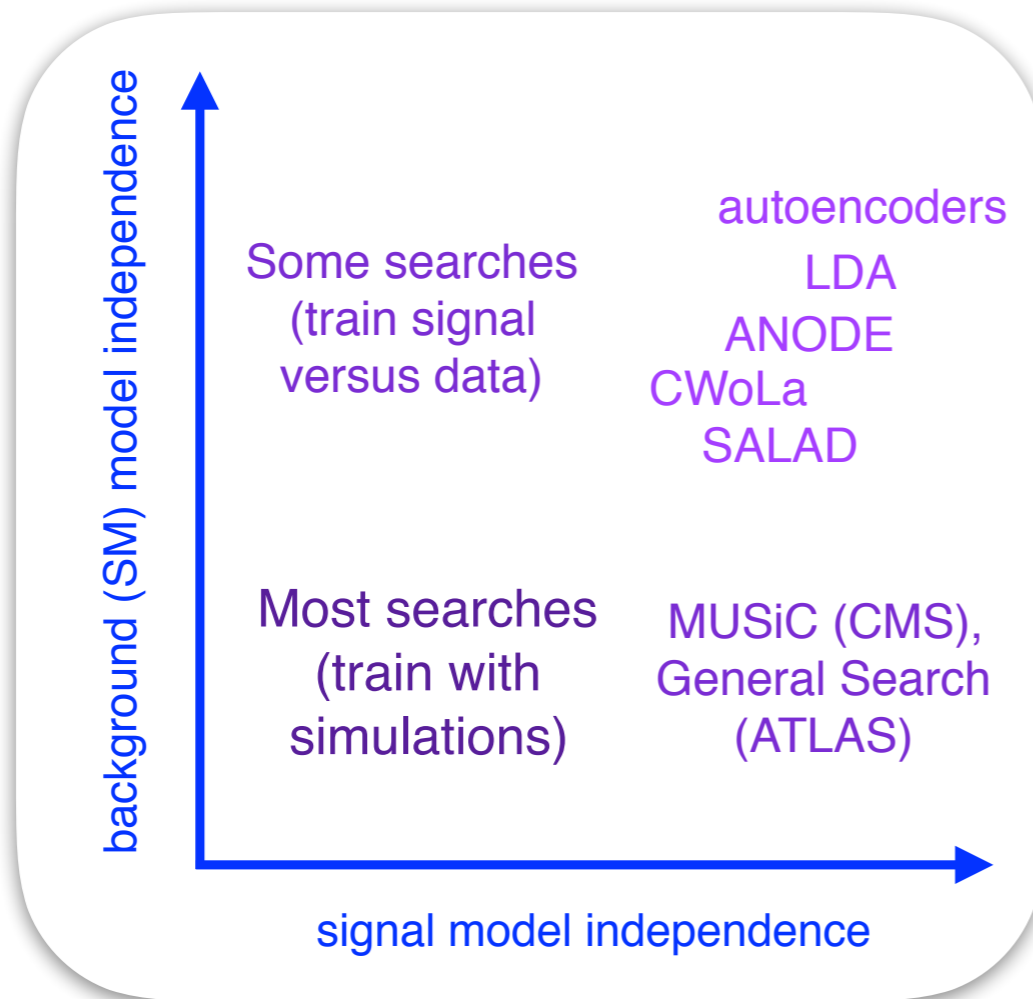 background (SM) model independence
Some searches
(train signal
versus data)
autoencoders
LDA
ANODE
CWoLa
SALAD
Most searches
(train with
simulations)
MUSiC (CMS),
General Search
(ATLAS)
signal model independence